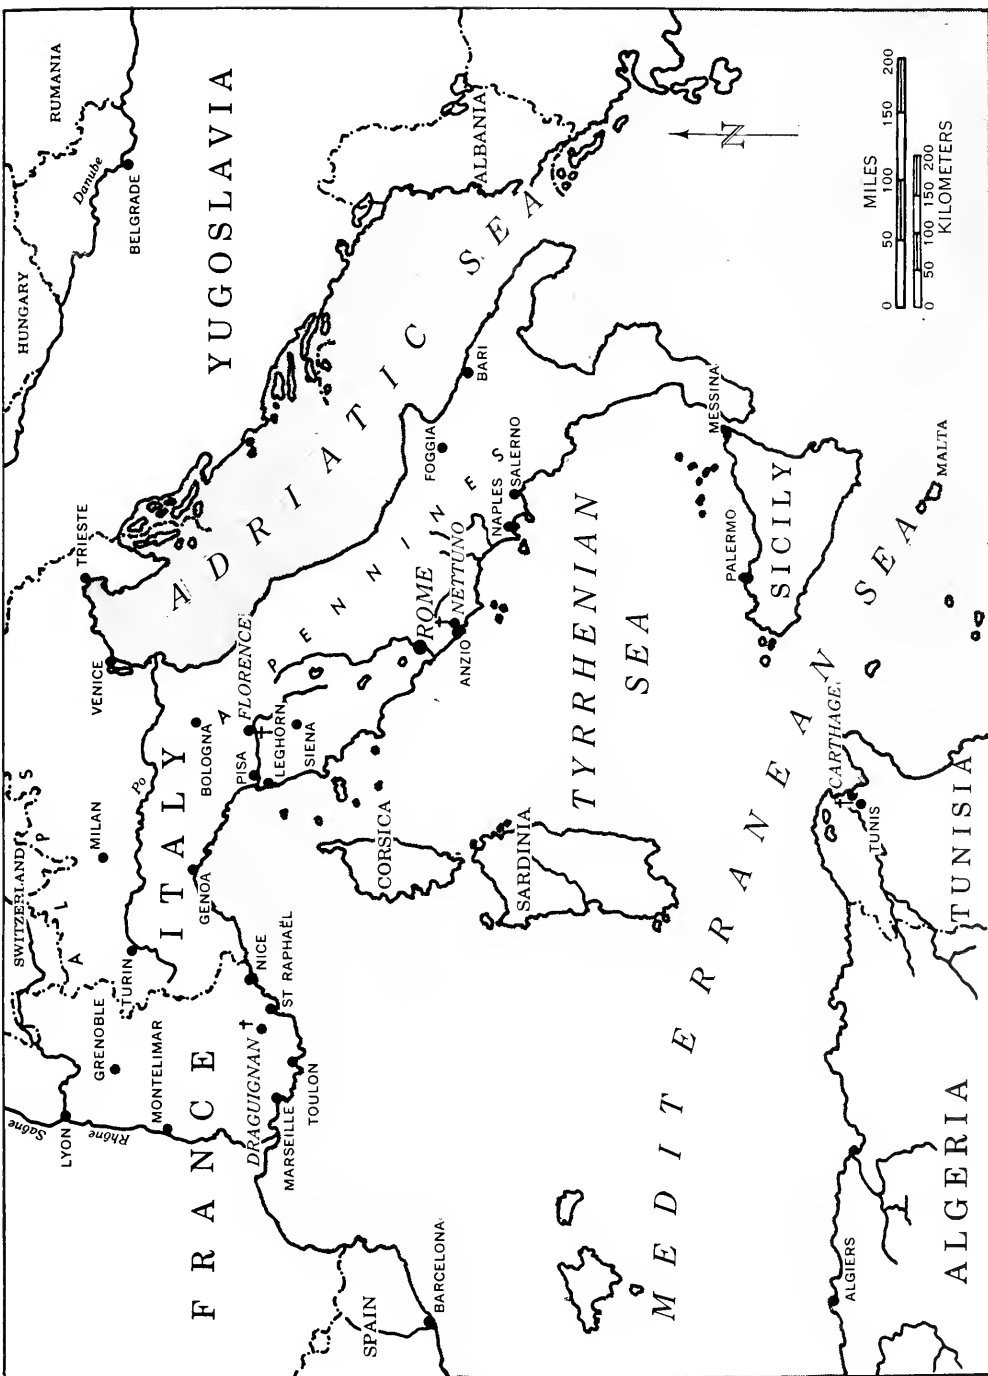 HUNGARY
RUMANIA
Danube
BELGRADE
YUGOSLAVIA
ALBANIA
SWITZERLAND
ALPS
Saône
LYON
Rhône
GRENOBLE
MONTELIMAR
FRANCE
DRAGUIGNAN
MARSEILLE
TOULON
ST RAPHAËL
NICE
TURIN
MILAN
Po
ITALY
GENOA
VENICE
TRIESTE
BOLOGNA
FLORENCE
PISA
LEGHORN
SIENA
APENNINES
ADRIATIC SEA
ROME
NETTUNO
ANZIO
FOGGIA
BARI
NAPLES
SALERNO
SPAIN
BARCELONA
CORSICA
SARDINIA
TYRRHENIAN
SEA
MESSINA
PALERMO
SICILY
MALTA
MEDITERRANEAN SEA
CARTHAGE
TUNIS
TUNISIA
ALGIERS
ALGERIA
N
MILES
0 50 100 150 200
0 50 100 150 200
KILOMETERS